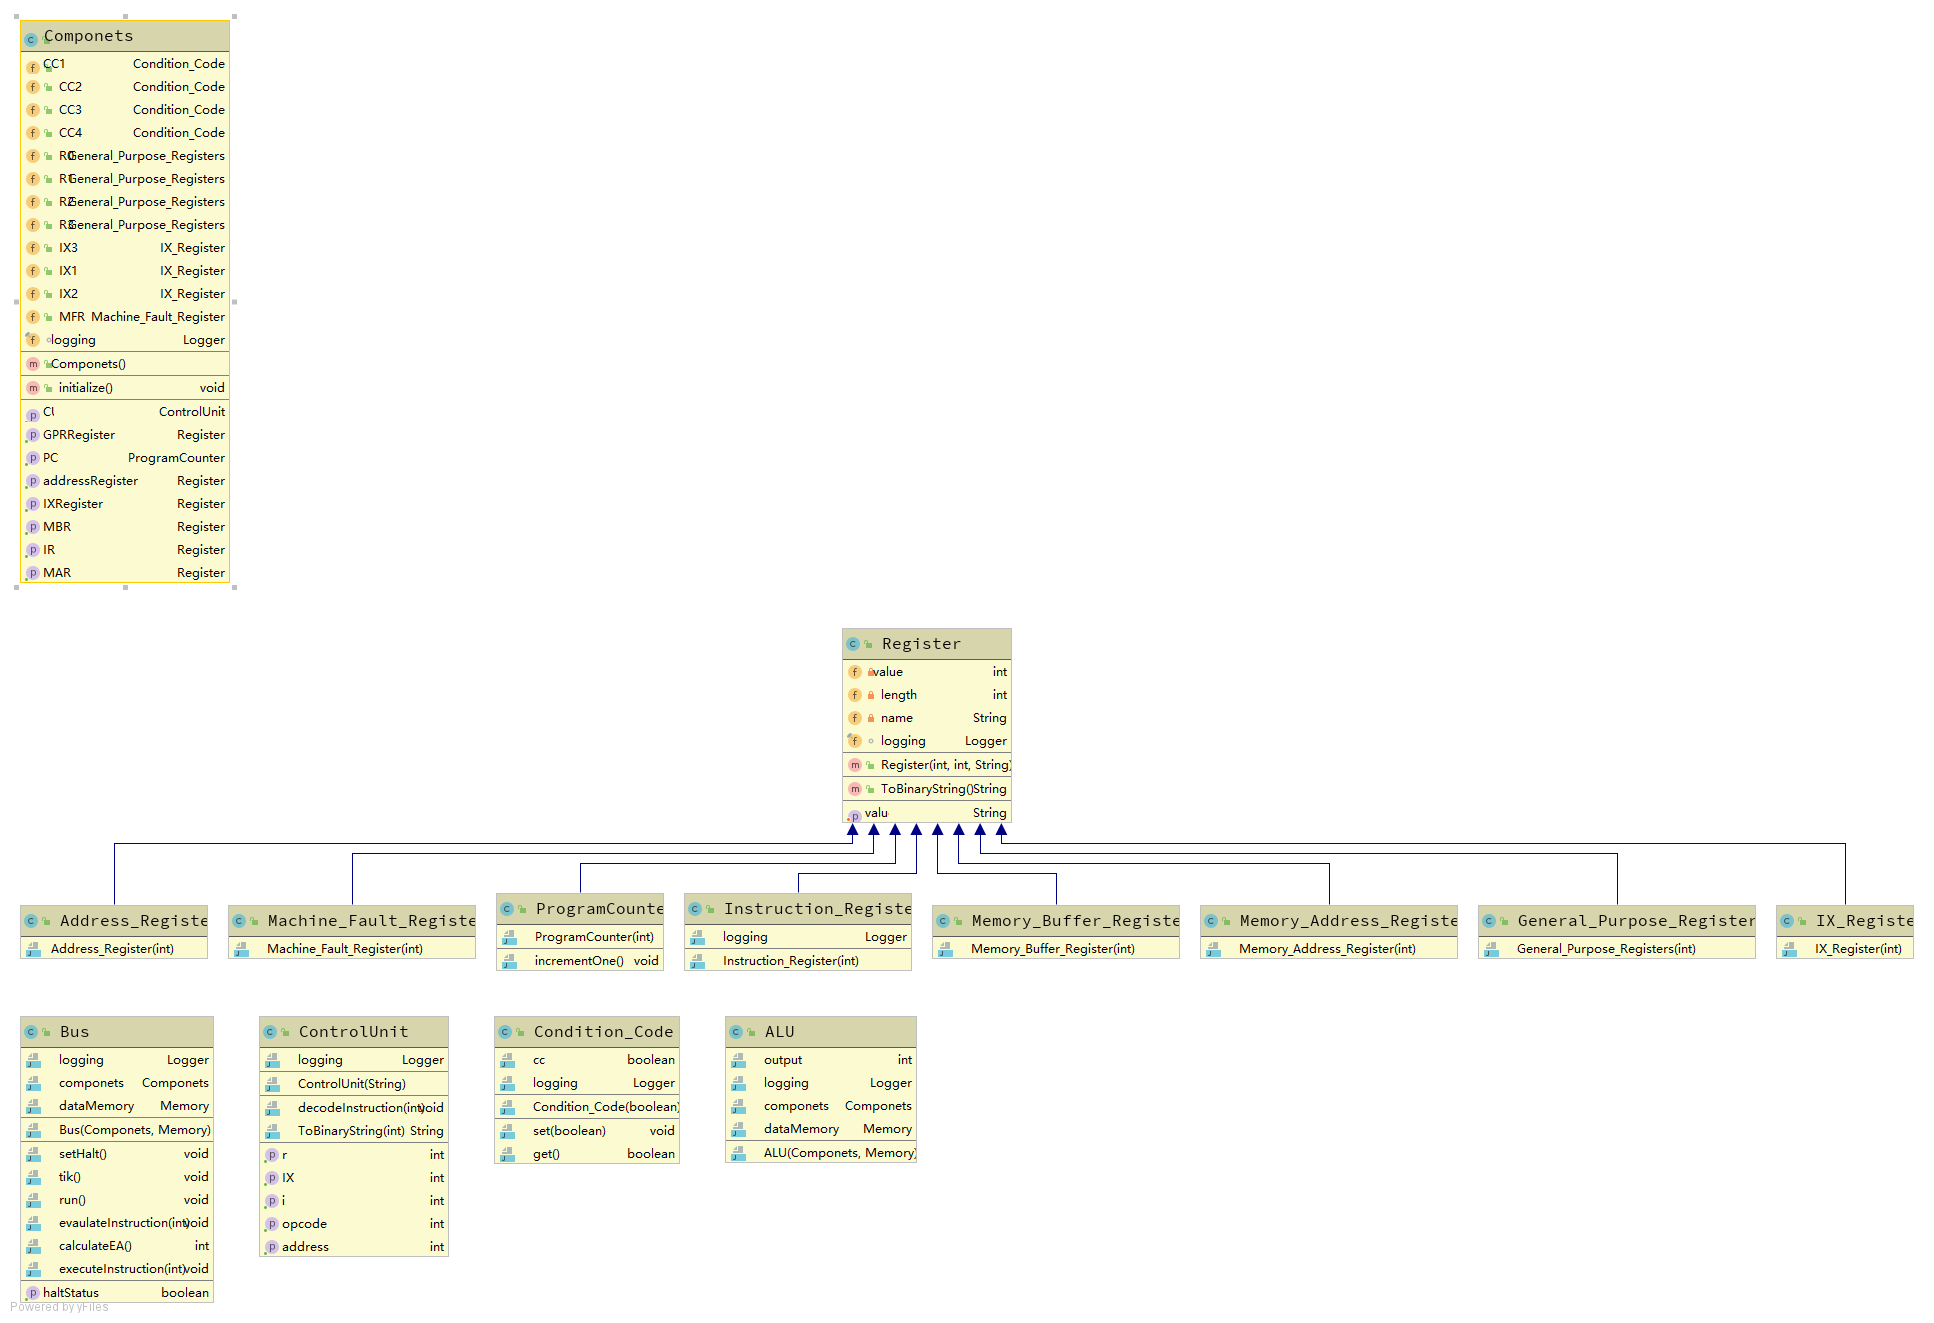 Componets
CC1 Condition_Code
CC2 Condition_Code
CC3 Condition_Code
CC4 Condition_Code
R0 General_Purpose_Registers
R1 General_Purpose_Registers
R2 General_Purpose_Registers
R3 General_Purpose_Registers
IX3 IX_Register
IX1 IX_Register
IX2 IX_Register
MFR Machine_Fault_Register
logging Logger
Componets()
initialize() void
CU ControlUnit
GPRRegister Register
PC ProgramCounter
addressRegister Register
IXRegister Register
MBR Register
IR Register
MAR Register
Register
value int
length int
name String
logging Logger
Register(int, int, String)
ToBinaryString() String
valu String
Address_Registe
Address_Register(int)
Machine_Fault_Registe
Machine_Fault_Register(int)
ProgramCounte
ProgramCounter(int)
incrementOne() void
Instruction_Registe
logging Logger
Instruction_Register(int)
Memory_Buffer_Registe
Memory_Buffer_Register(int)
Memory_Address_Registe
Memory_Address_Register(int)
General_Purpose_Register
General_Purpose_Registers(int)
IX_Registe
IX_Register(int)
Bus
logging Logger
componets Componets
dataMemory Memory
Bus(Componets, Memory)
setHalt() void
tik() void
run() void
evaulateInstruction(int) void
calculateEA() int
executeInstruction(int) void
haltStatus boolean
ControlUnit
logging Logger
ControlUnit(String)
decodeInstruction(int) void
ToBinaryString(int) String
r int
IX int
i int
opcode int
address int
Condition_Code
cc boolean
logging Logger
Condition_Code(boolean)
set(boolean) void
get() boolean
ALU
output int
logging Logger
componets Componets
dataMemory Memory
ALU(Componets, Memory)
Powered by yFiles